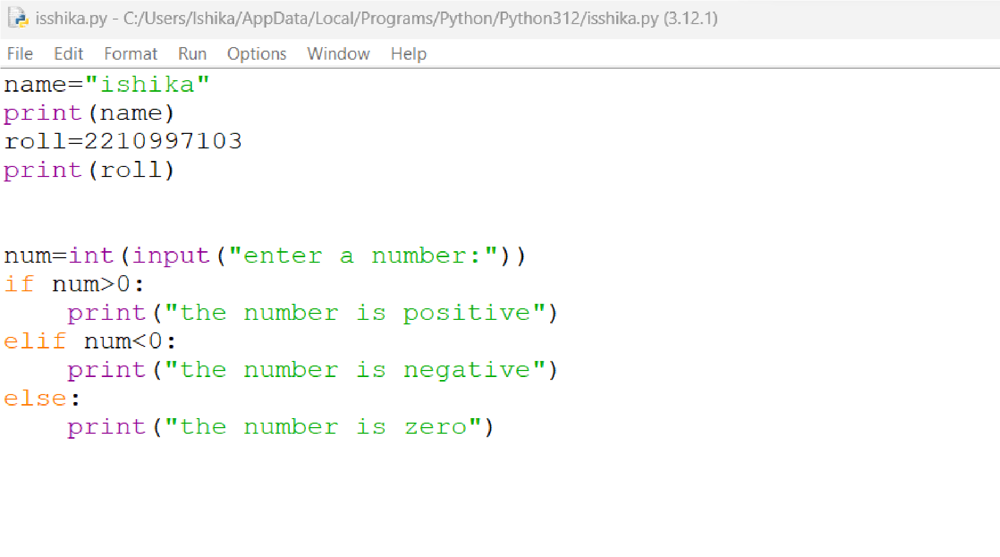 isshika.py - C:/Users/Ishika/AppData/Local/Programs/Python/Python312/isshika.py (3.12.1)
File Edit Format Run Options Window Help
name="ishika"
print(name)
roll=2210997103
print(roll)
num=int(input("enter a number:"))
if num>0:
    print("the number is positive")
elif num<0:
    print("the number is negative")
else:
    print("the number is zero")